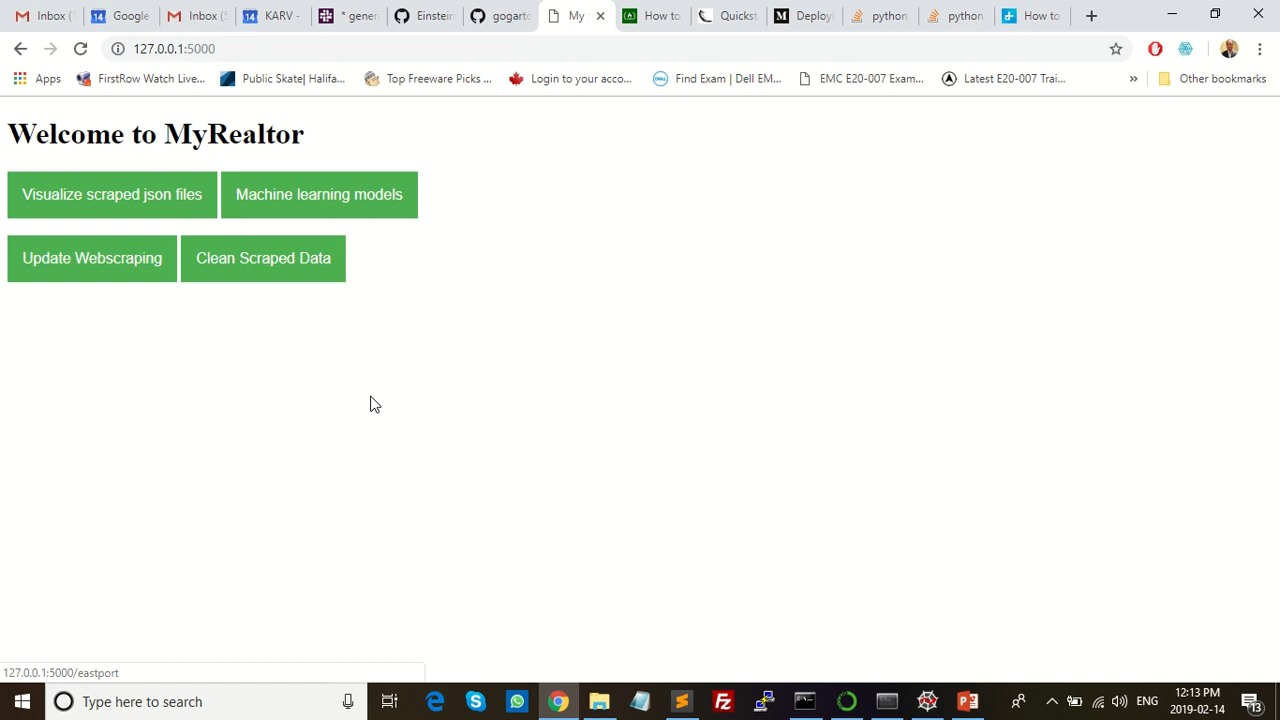 Inbox (1
Google
Inbox (5
KARV -
* gener
Einstein
gogarto
My
How to
Quickst
Deploy
python
python
How to
127.0.0.1:5000
Apps
FirstRow Watch Live...
Public Skate| Halifa...
Top Freeware Picks ...
Login to your acco...
Find Exam | Dell EM...
EMC E20-007 Exam...
Latest E20-007 Trai...
Other bookmarks
Welcome to MyRealtor
Visualize scraped json files
Machine learning models
Update Webscraping
Clean Scraped Data
127.0.0.1:5000/eastport
Type here to search
ENG
12:13 PM
2019-02-14
13